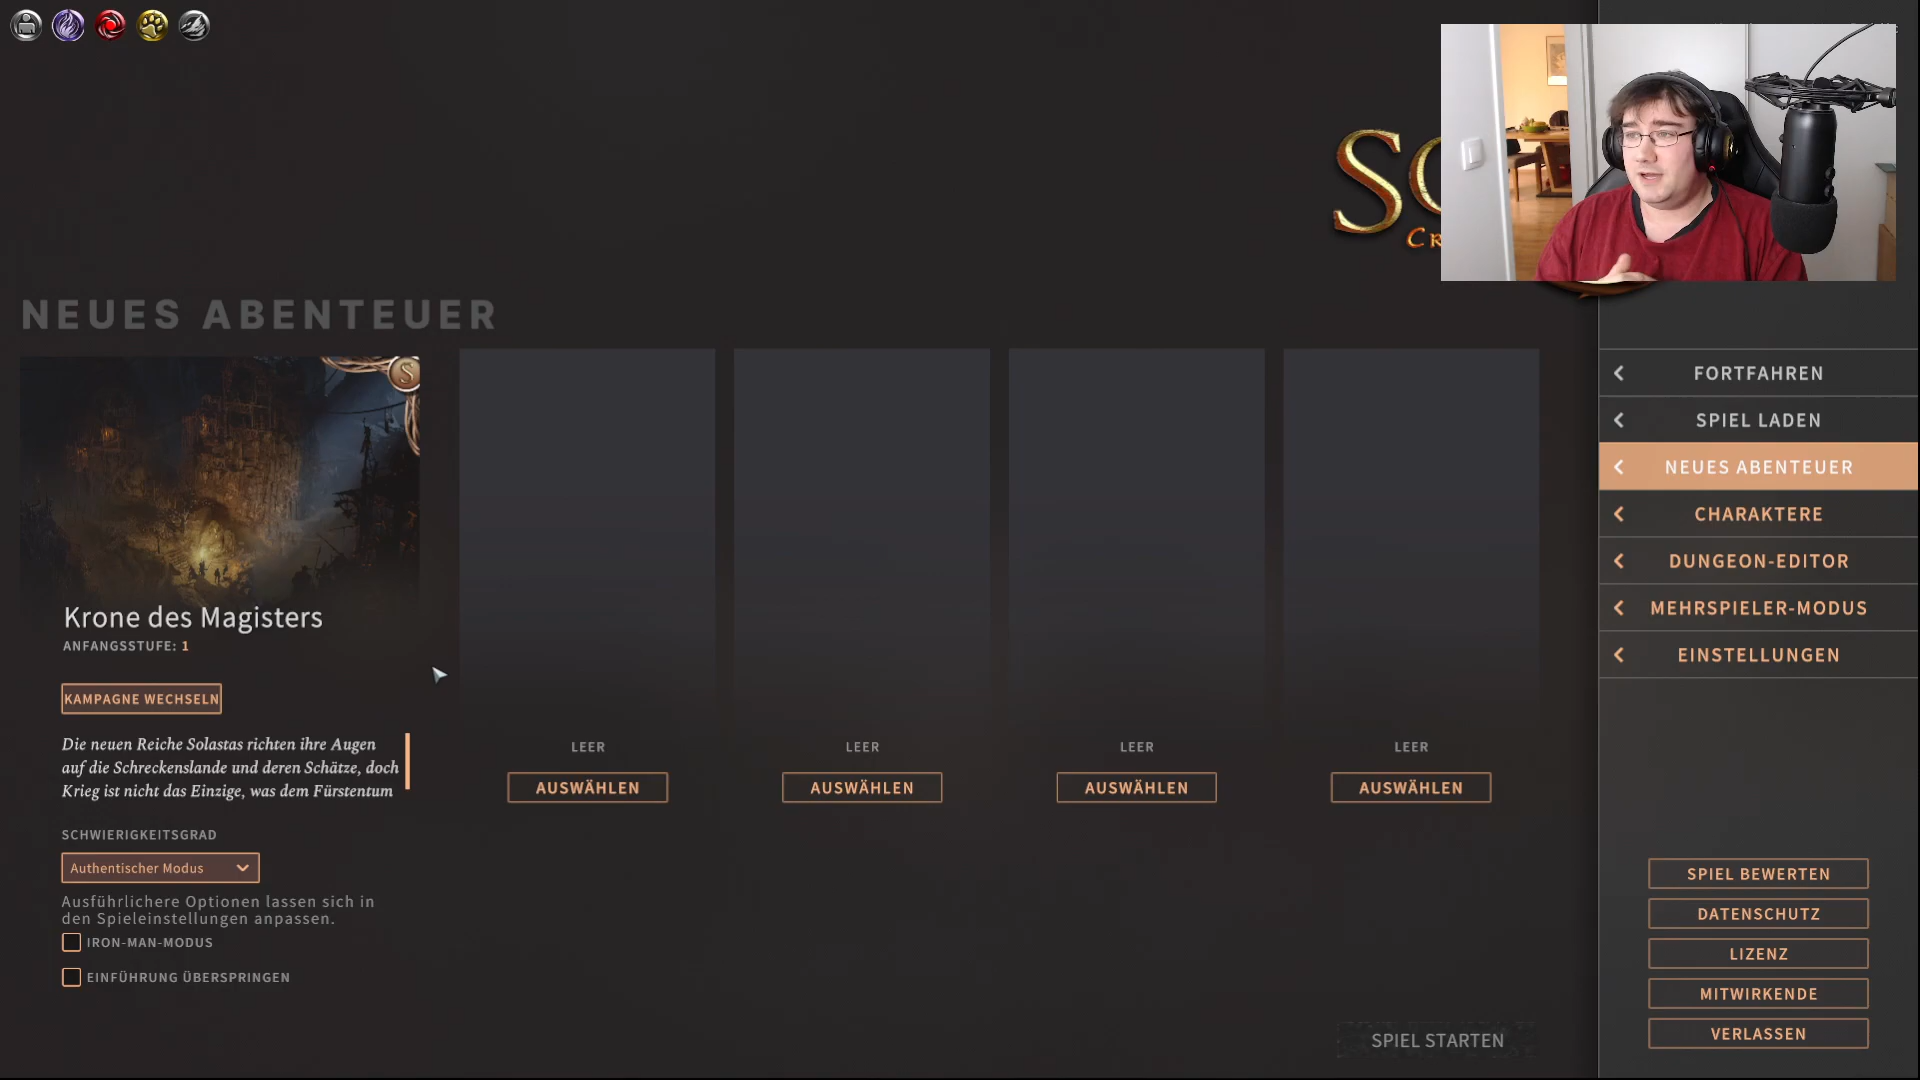 NEUES ABENTEUER
S
Krone des Magisters
ANFANGSSTUFE: 1
KAMPAGNE WECHSELN
Die neuen Reiche Solastas richten ihre Augen
auf die Schreckenslande und deren Schätze, doch
Krieg ist nicht das Einzige, was dem Fürstentum
SCHWIERIGKEITSGRAD
Authentischer Modus
Ausführlichere Optionen lassen sich in
den Spieleinstellungen anpassen.
IRON-MAN-MODUS
EINFÜHRUNG ÜBERSPRINGEN
LEER
AUSWÄHLEN
LEER
AUSWÄHLEN
LEER
AUSWÄHLEN
LEER
AUSWÄHLEN
SPIEL STARTEN
FORTFAHREN
SPIEL LADEN
NEUES ABENTEUER
CHARAKTERE
DUNGEON-EDITOR
MEHRSPIELER-MODUS
EINSTELLUNGEN
SPIEL BEWERTEN
DATENSCHUTZ
LIZENZ
MITWIRKENDE
VERLASSEN